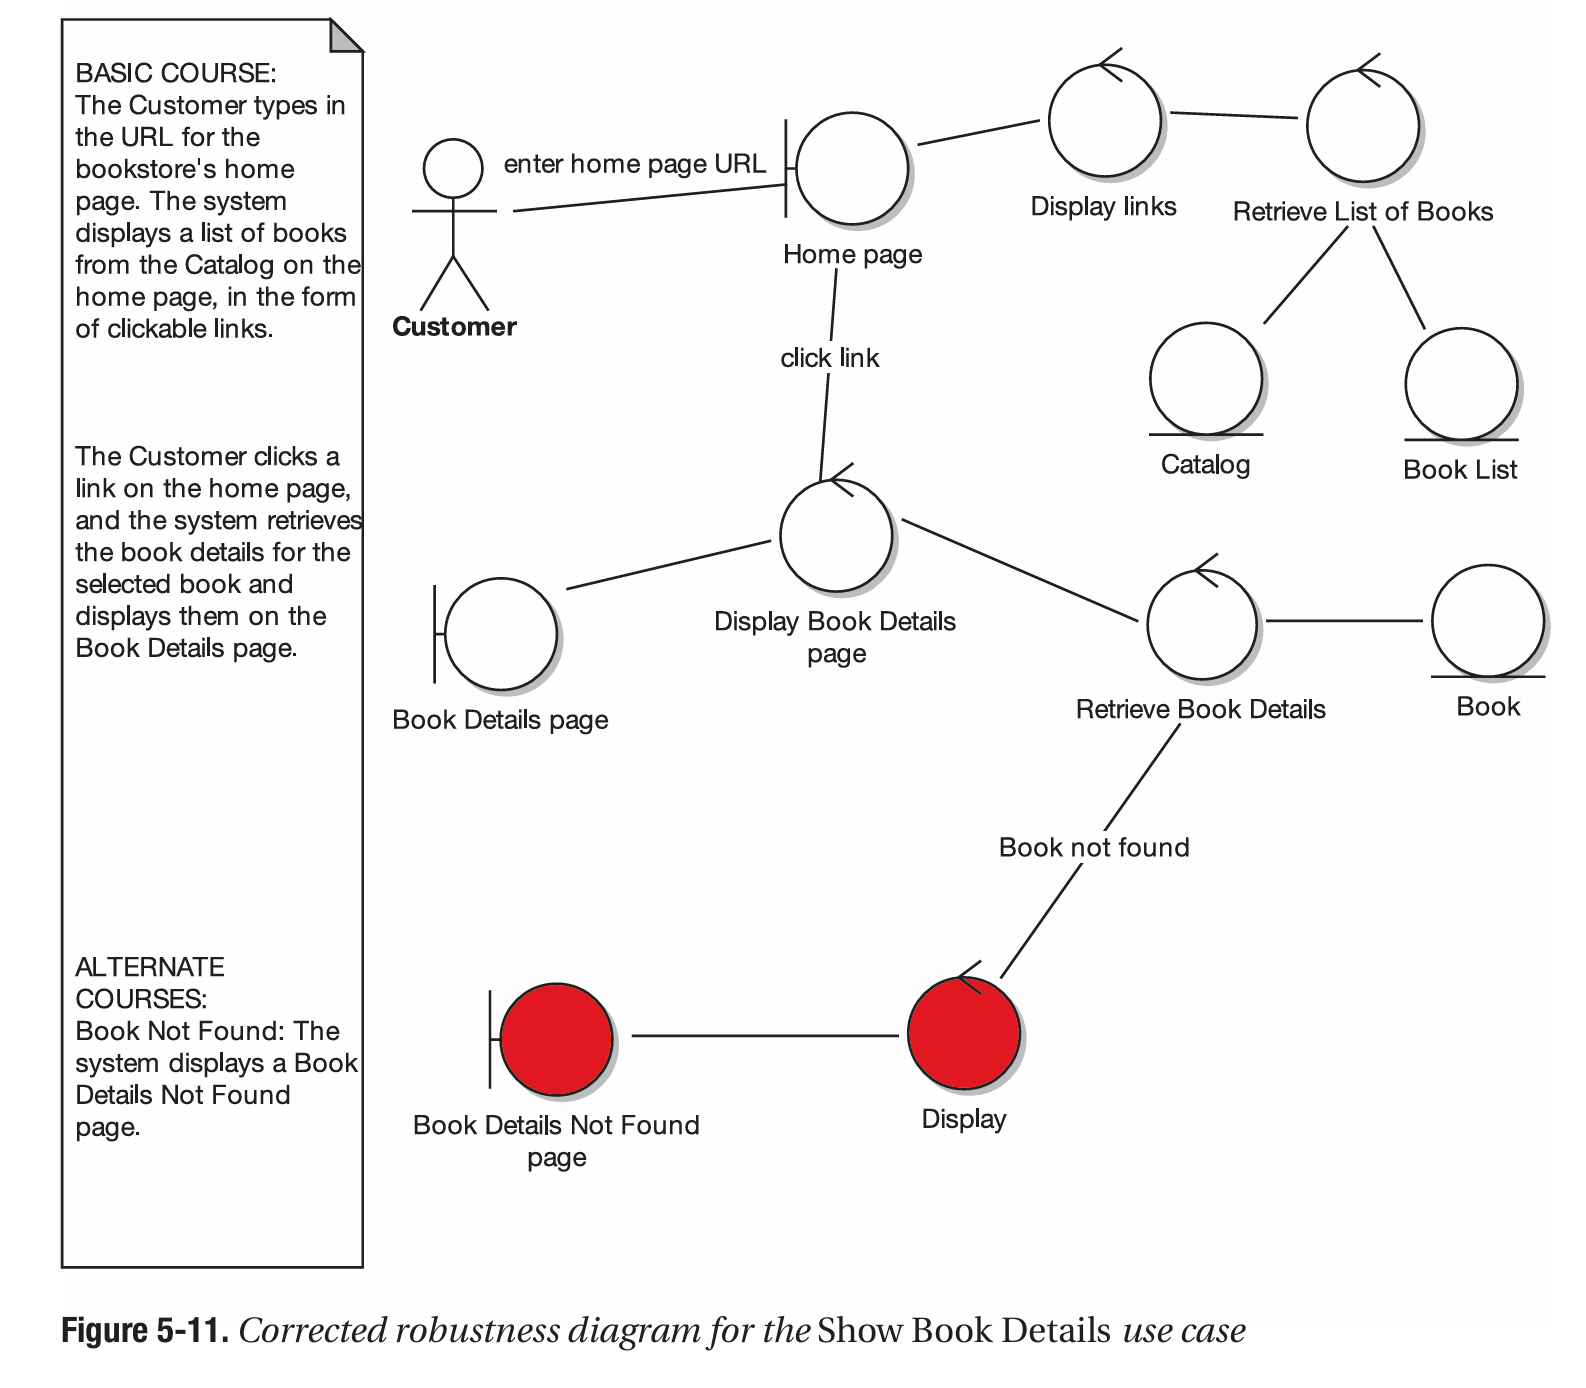 BASIC COURSE:
The Customer types in
the URL for the
bookstore's home
page. The system
displays a list of books
from the Catalog on the
home page, in the form
of clickable links.
The Customer clicks a
link on the home page,
and the system retrieves
the book details for the
selected book and
displays them on the
Book Details page.
ALTERNATE
COURSES:
Book Not Found: The
system displays a Book
Details Not Found
page.
enter home page URL
Customer
Home page
Display links
Retrieve List of Books
click link
Catalog
Book List
Display Book Details
page
Book Details page
Retrieve Book Details
Book
Book not found
Book Details Not Found
page
Display
Figure 5-11. Corrected robustness diagram for the Show Book Details use case